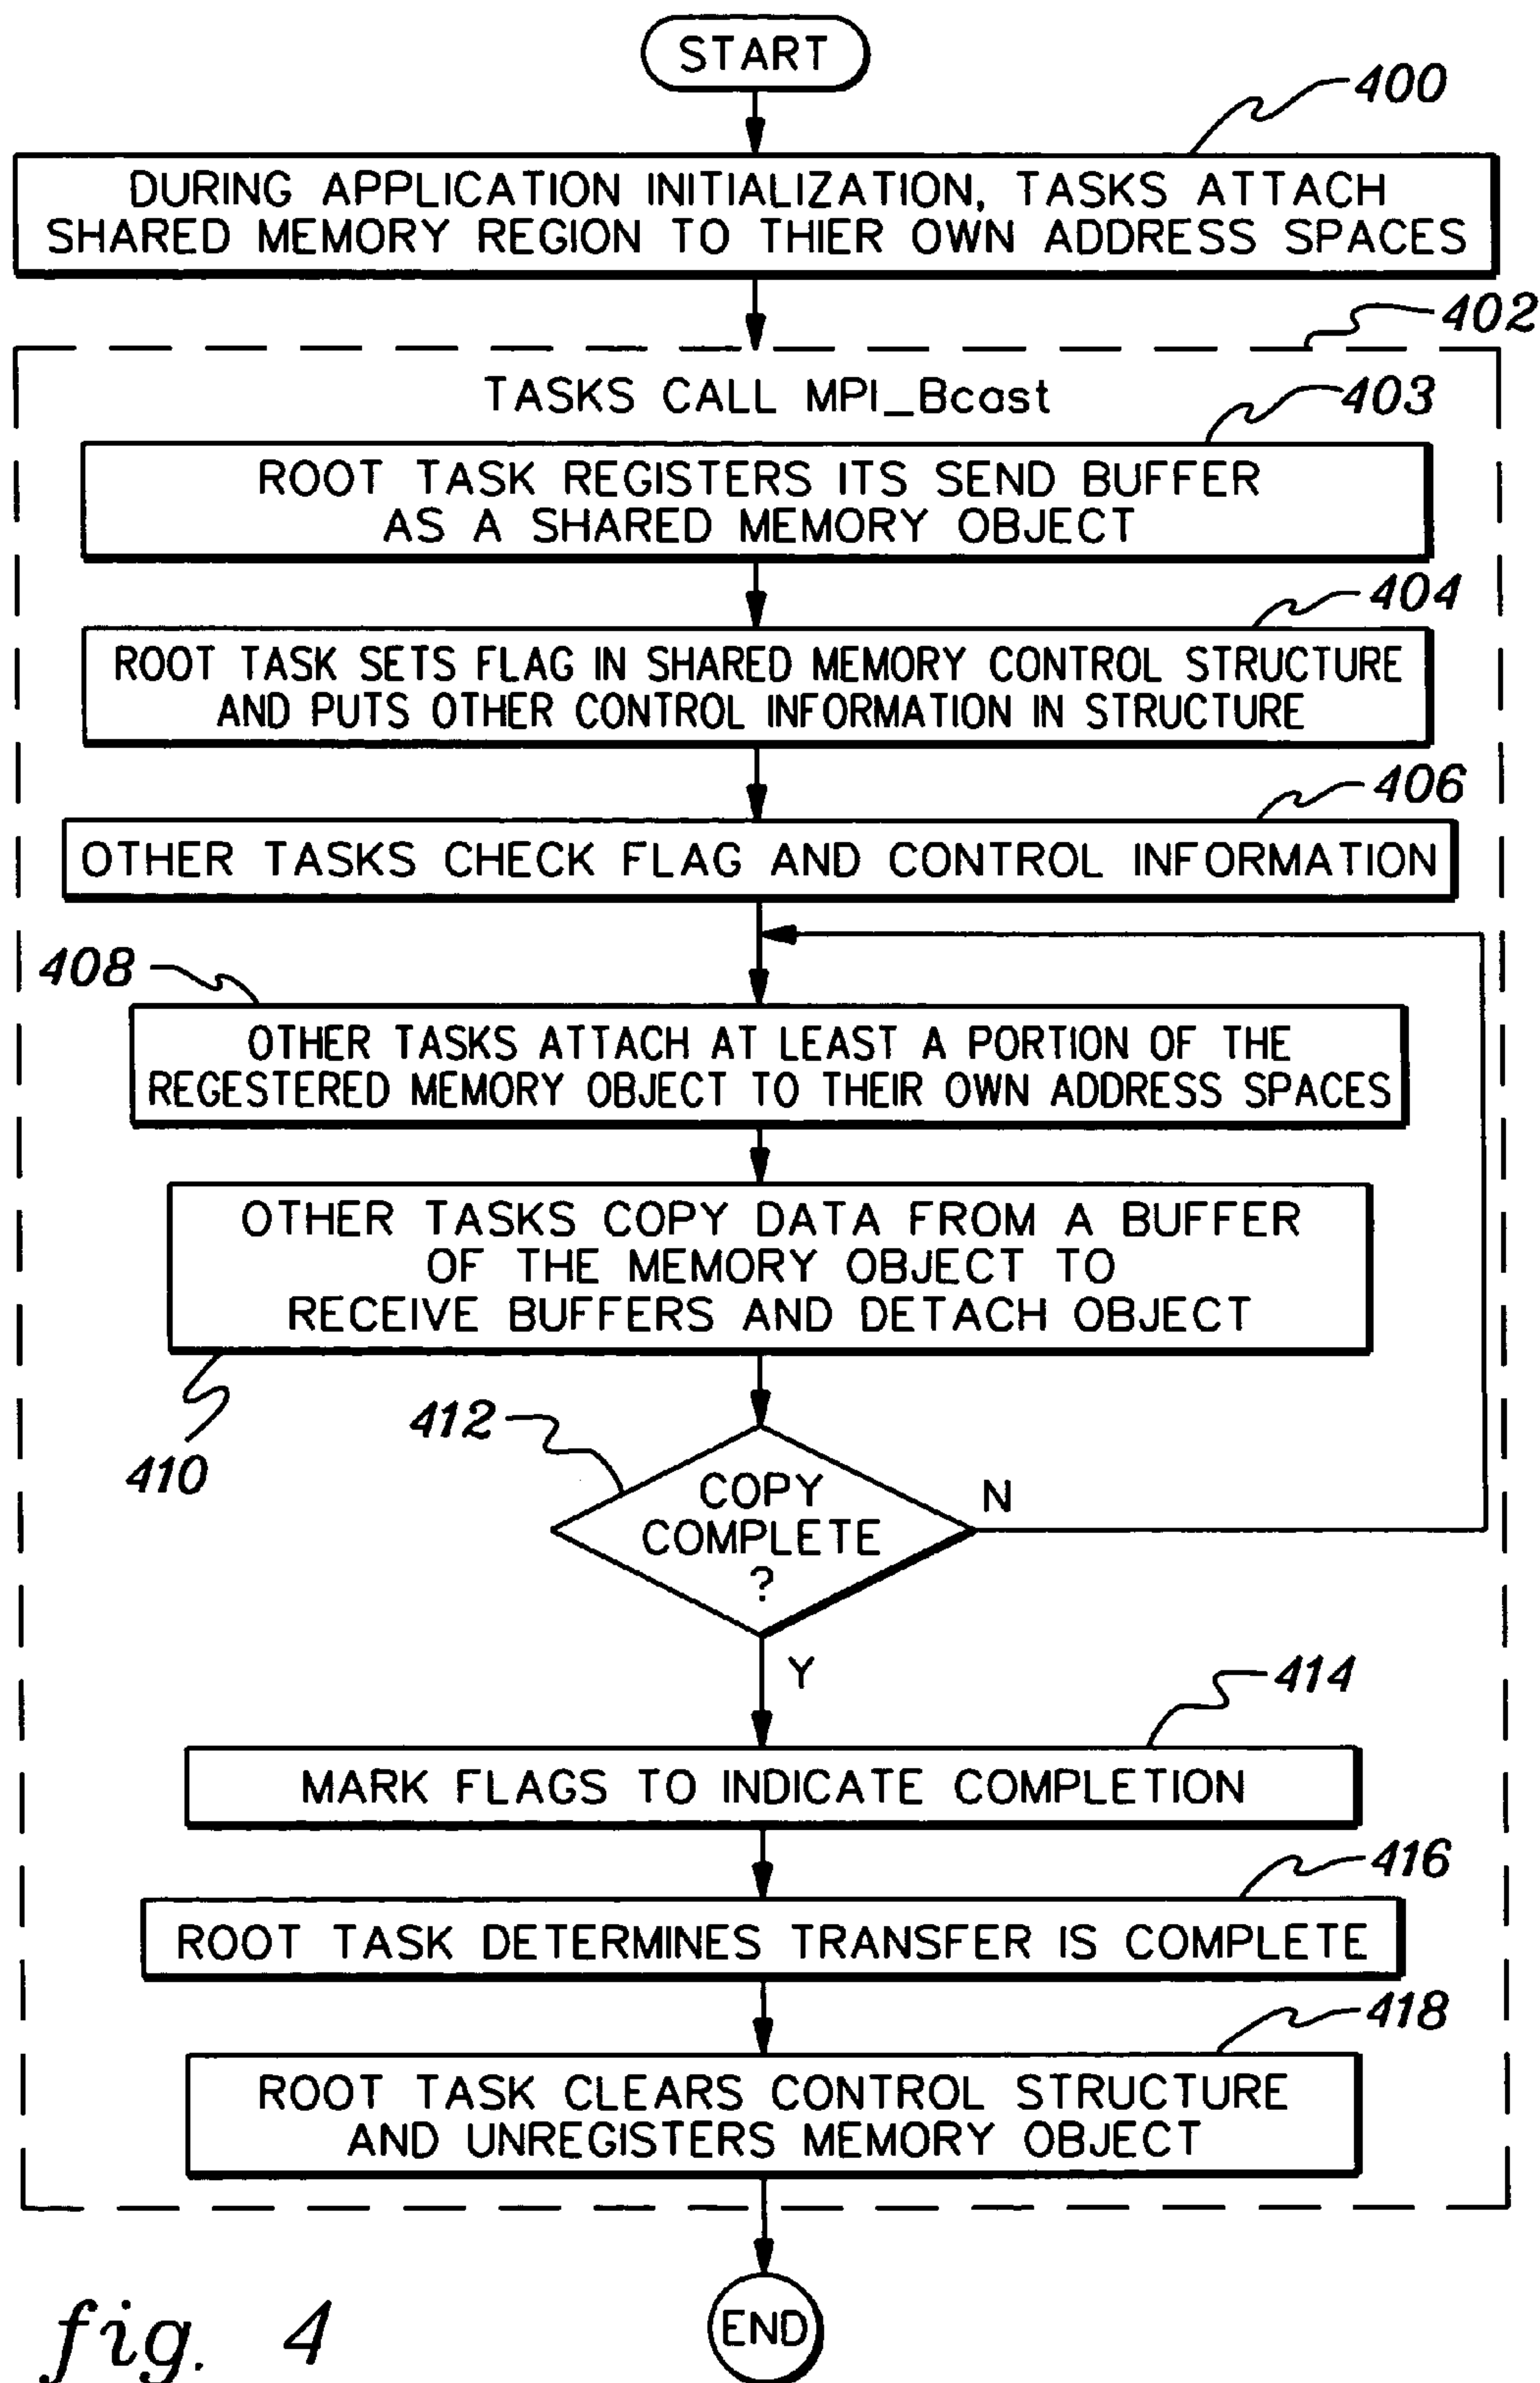 START
400
DURING APPLICATION INITIALIZATION, TASKS ATTACH
SHARED MEMORY REGION TO THIER OWN ADDRESS SPACES
402
TASKS CALL MPI_Bcast
403
ROOT TASK REGISTERS ITS SEND BUFFER
AS A SHARED MEMORY OBJECT
404
ROOT TASK SETS FLAG IN SHARED MEMORY CONTROL STRUCTURE
AND PUTS OTHER CONTROL INFORMATION IN STRUCTURE
406
OTHER TASKS CHECK FLAG AND CONTROL INFORMATION
408
OTHER TASKS ATTACH AT LEAST A PORTION OF THE
REGESTERED MEMORY OBJECT TO THEIR OWN ADDRESS SPACES
OTHER TASKS COPY DATA FROM A BUFFER
OF THE MEMORY OBJECT TO
RECEIVE BUFFERS AND DETACH OBJECT
410
412
COPY
COMPLETE
?
N
Y
414
MARK FLAGS TO INDICATE COMPLETION
416
ROOT TASK DETERMINES TRANSFER IS COMPLETE
418
ROOT TASK CLEARS CONTROL STRUCTURE
AND UNREGISTERS MEMORY OBJECT
END
fig. 4